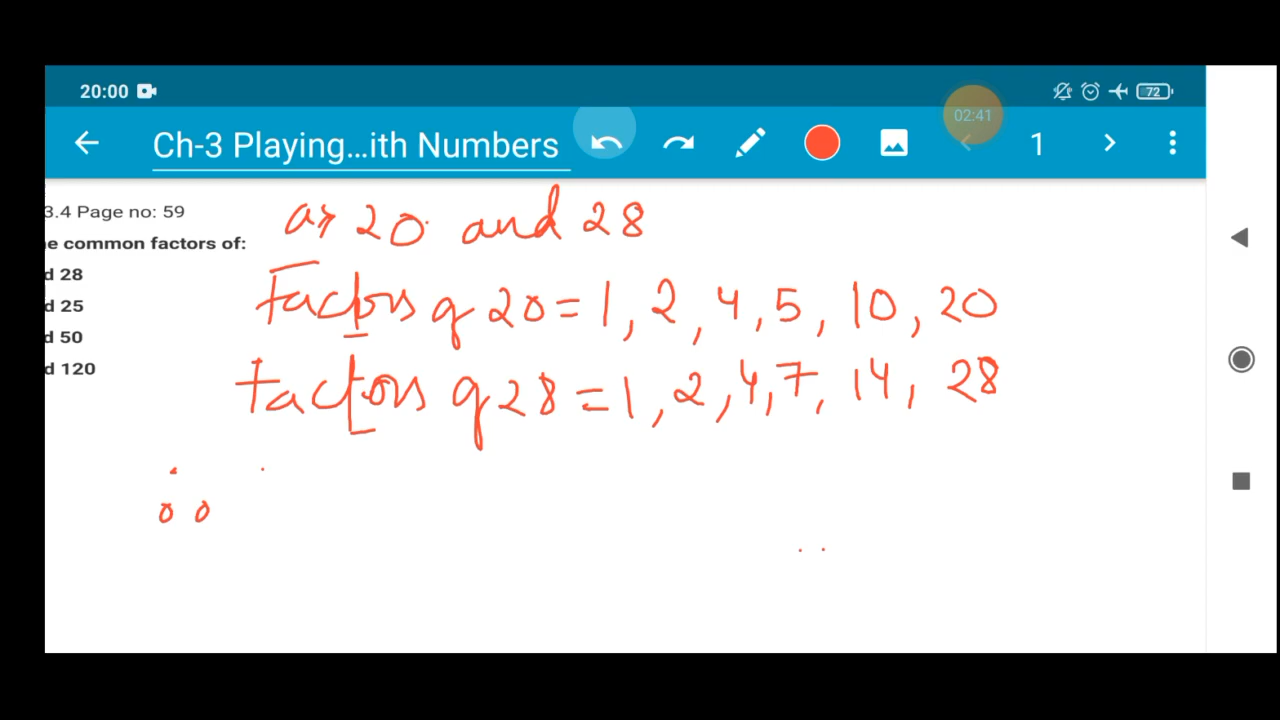 20:00
72
02:41
Ch-3 Playing...ith Numbers
1
3.4 Page no: 59
e common factors of:
d 28
d 25
d 50
d 120
a> 20 and 28
Factors of 20 = 1, 2, 4, 5, 10, 20
Factors of 28 = 1, 2, 4, 7, 14, 28